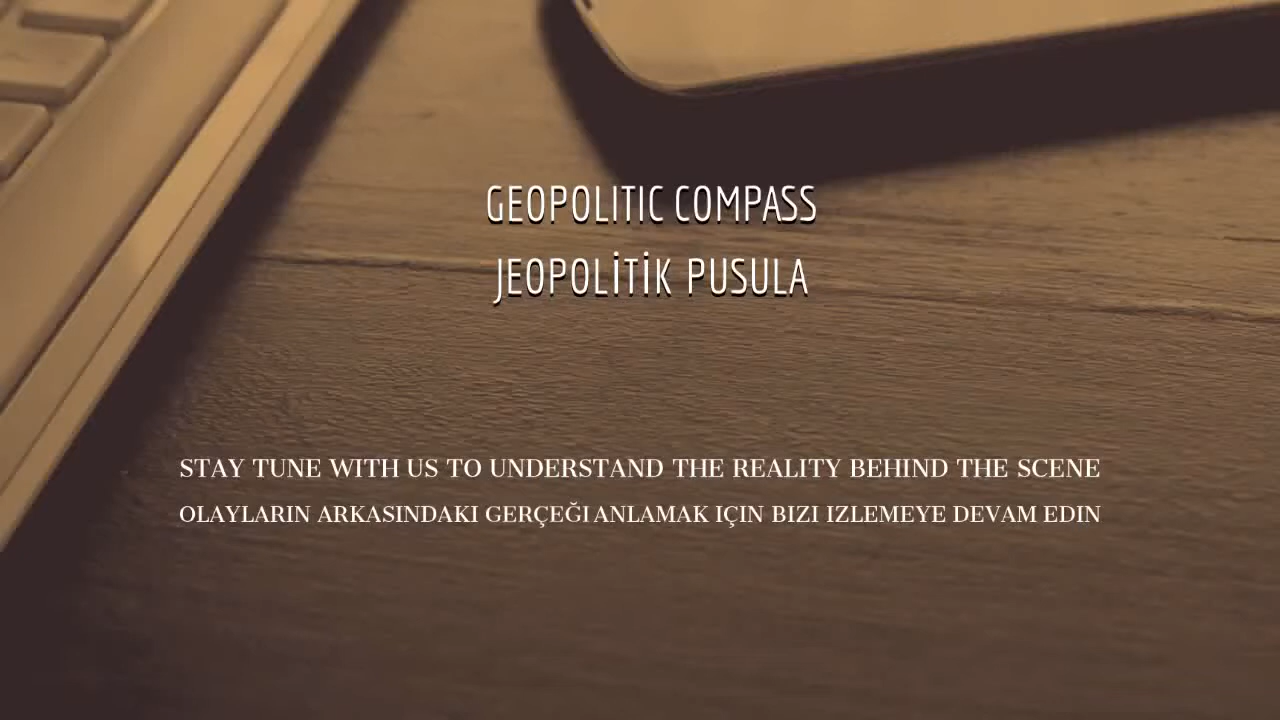 GEOPOLITIC COMPASS
JEOPOLİTİK PUSULA
STAY TUNE WITH US TO UNDERSTAND THE REALITY BEHIND THE SCENE
OLAYLARIN ARKASINDAKI GERÇEĞI ANLAMAK IÇIN BIZI IZLEMEYE DEVAM EDIN